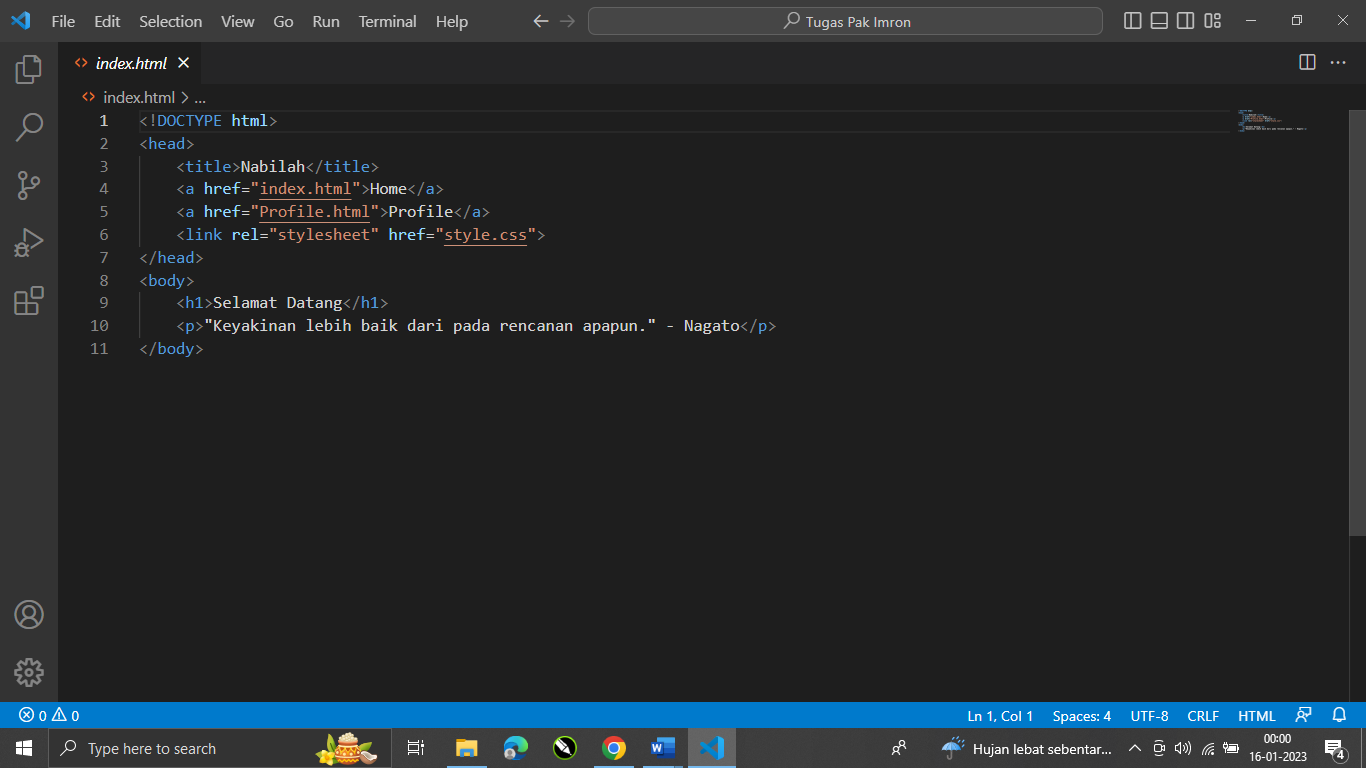 File Edit Selection View Go Run Terminal Help
Tugas Pak Imron
index.html
index.html > ...
1 <!DOCTYPE html>
2 <head>
3     <title>Nabilah</title>
4     <a href="index.html">Home</a>
5     <a href="Profile.html">Profile</a>
6     <link rel="stylesheet" href="style.css">
7 </head>
8 <body>
9     <h1>Selamat Datang</h1>
10     <p>"Keyakinan lebih baik dari pada rencanan apapun." - Nagato</p>
11 </body>
0 0 Ln 1, Col 1 Spaces: 4 UTF-8 CRLF HTML
Type here to search Hujan lebat sebentar... 00:00
16-01-2023 4